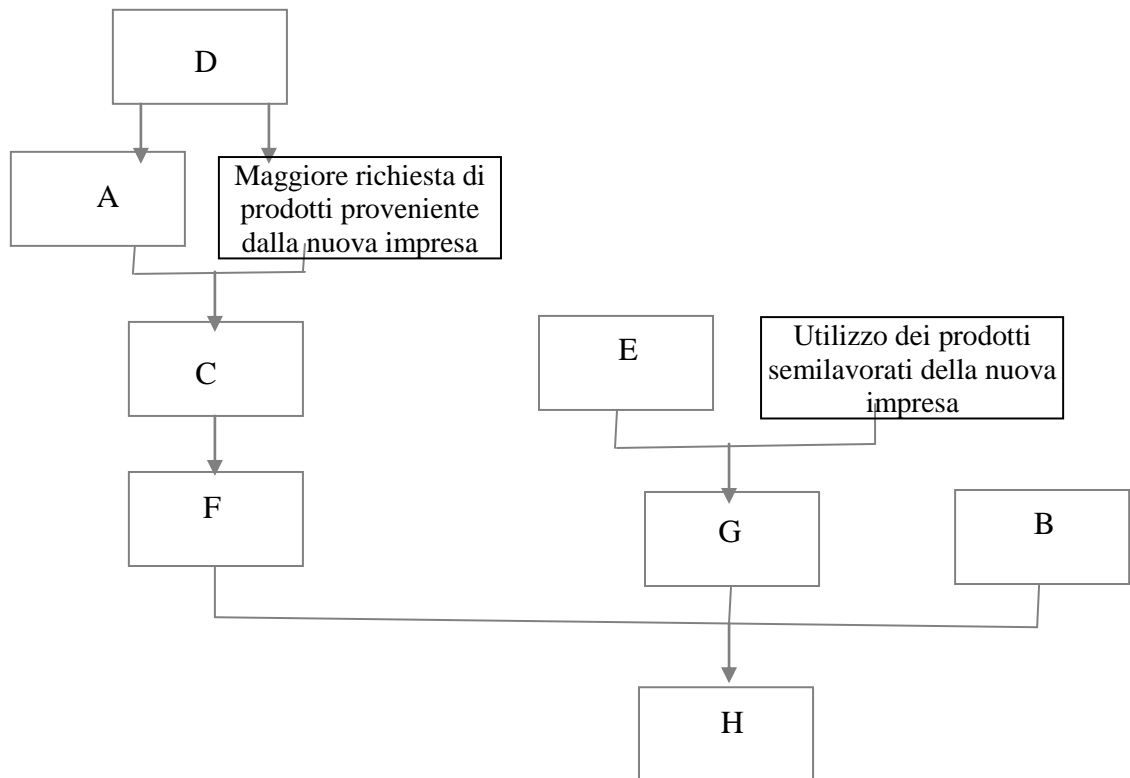 D
A
Maggiore richiesta di
prodotti proveniente
dalla nuova impresa
C
E
Utilizzo dei prodotti
semilavorati della nuova
impresa
F
G
B
H